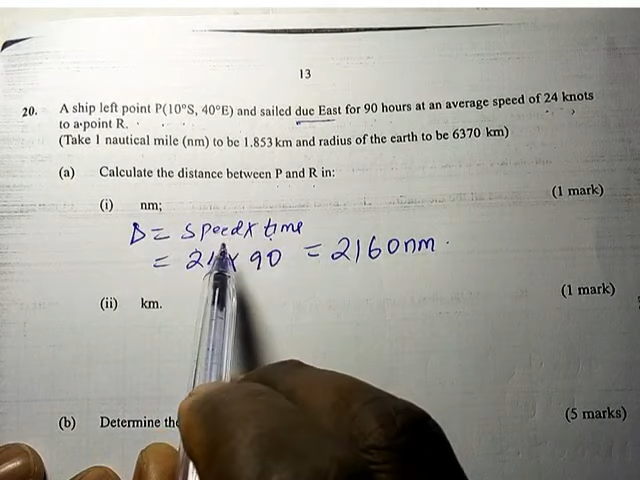 13
20. A ship left point P(10°S, 40°E) and sailed due East for 90 hours at an average speed of 24 knots
to a point R.
(Take 1 nautical mile (nm) to be 1.853 km and radius of the earth to be 6370 km)
(a) Calculate the distance between P and R in:
(i) nm; (1 mark)
D = speed x time
= 24 x 90 = 2160nm.
(ii) km. (1 mark)
(b) Determine the (5 marks)